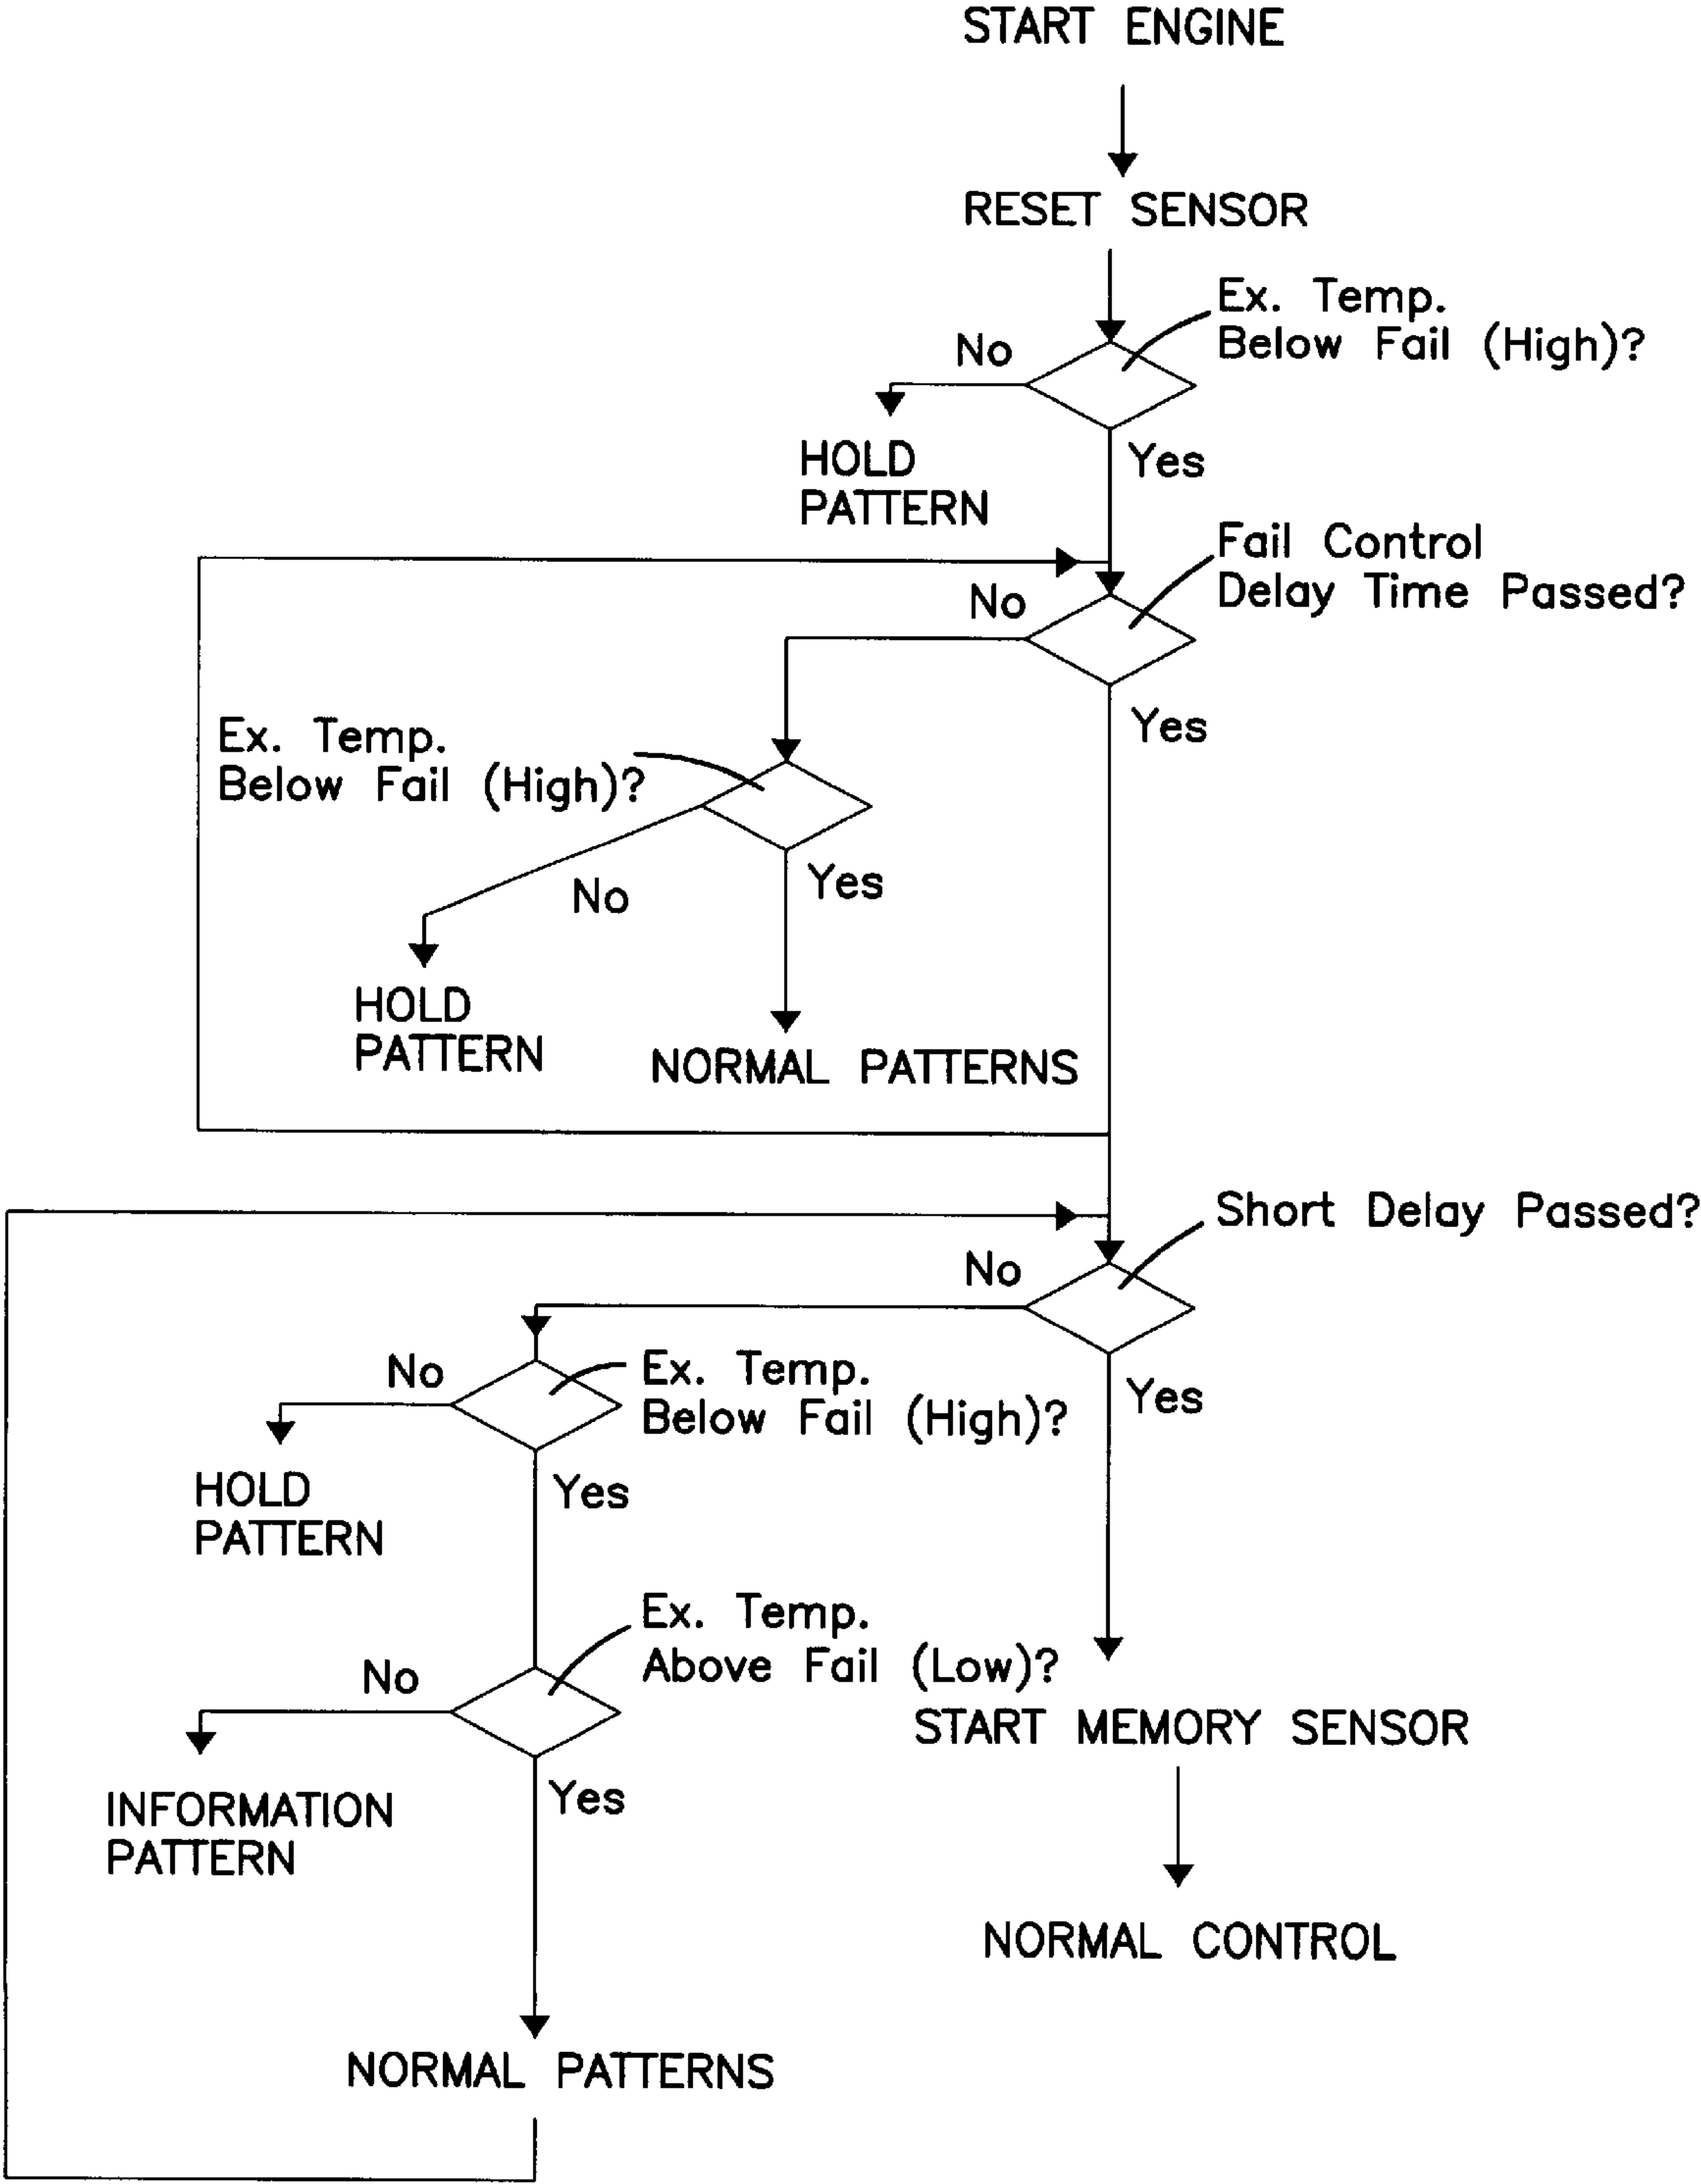 START ENGINE
RESET SENSOR
Ex. Temp.
Below Fail (High)?
No
HOLD
PATTERN
Yes
Fail Control
Delay Time Passed?
No
Yes
Ex. Temp.
Below Fail (High)?
No
Yes
HOLD
PATTERN
NORMAL PATTERNS
Short Delay Passed?
No
Yes
No
Ex. Temp.
Below Fail (High)?
HOLD
PATTERN
Yes
Ex. Temp.
Above Fail (Low)?
No
INFORMATION
PATTERN
Yes
START MEMORY SENSOR
NORMAL CONTROL
NORMAL PATTERNS